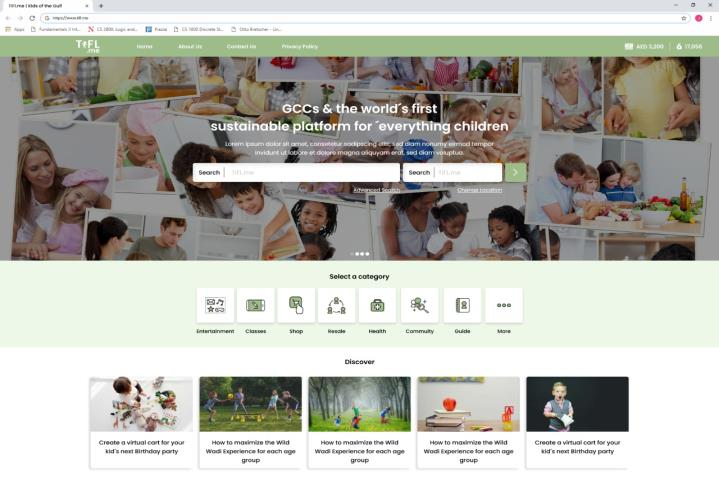 Tifl.me | Kids of the Gulf
https://www.tifl.me
Apps
Fundamentals (I Int...
CS 2800: Logic and...
Piazza
CS 1802 Discrete St...
Otto Bretscher - Lin...
TiFL
.me
Home
About Us
Contact Us
Privacy Policy
AED 3,200
17,956
GCCs & the world´s first
sustainable platform for ´everything children
Lorem ipsum dolor sit amet, consetetur sadipscing elitr, sed diam nonumy eirmod tempor
invidunt ut labore et dolore magna aliquyam erat, sed diam voluptua.
Search
TiFL.me
Search
TiFL.me
Advanced Search
Change Location
Select a category
Entertainment
Classes
Shop
Resale
Health
Commuity
Guide
More
Discover
Create a virtual cart for your
kid´s next Birthday party
How to maximize the Wild
Wadi Experience for each age
group
How to maximize the Wild
Wadi Experience for each age
group
How to maximize the Wild
Wadi Experience for each age
group
Create a virtual cart for your
kid´s next Birthday party